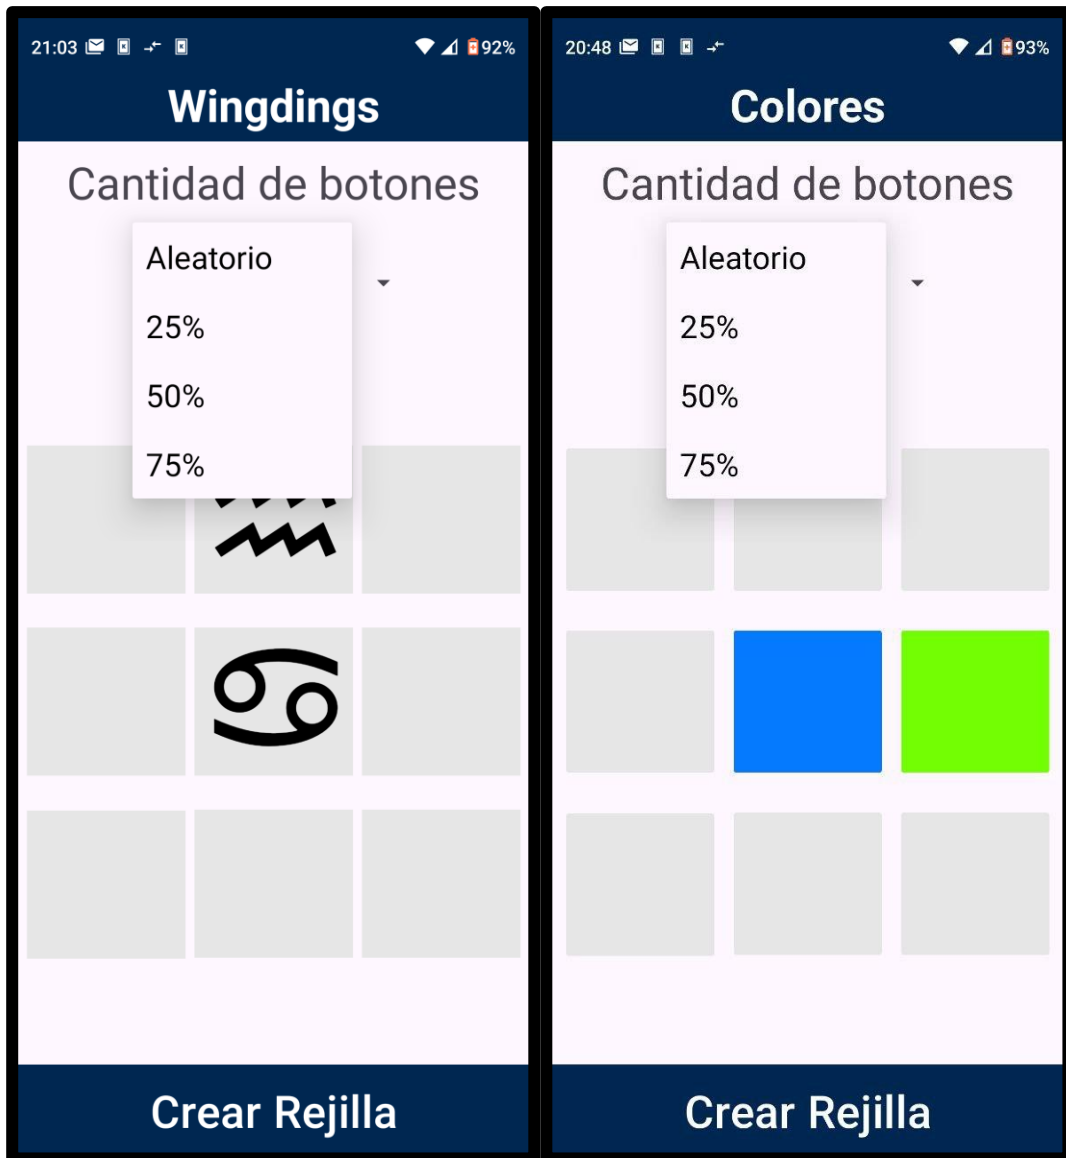 21:03
92%
Wingdings
Cantidad de botones
Aleatorio
25%
50%
75%
♒
♋
Crear Rejilla
20:48
93%
Colores
Cantidad de botones
Aleatorio
25%
50%
75%
Crear Rejilla